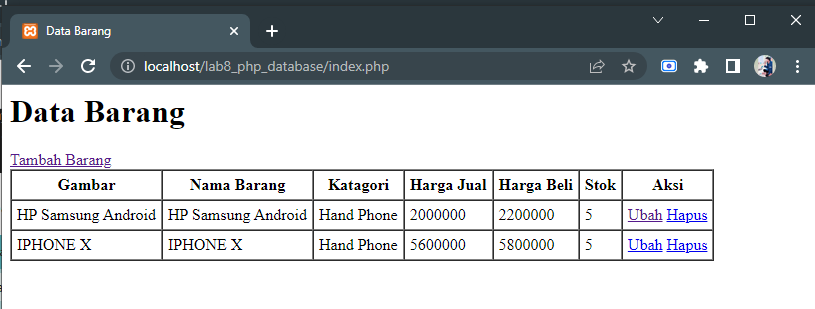 Data Barang
localhost/lab8_php_database/index.php
Data Barang
Tambah Barang
Gambar Nama Barang Katagori Harga Jual Harga Beli Stok Aksi
HP Samsung Android HP Samsung Android Hand Phone 2000000 2200000 5 Ubah Hapus
IPHONE X IPHONE X Hand Phone 5600000 5800000 5 Ubah Hapus